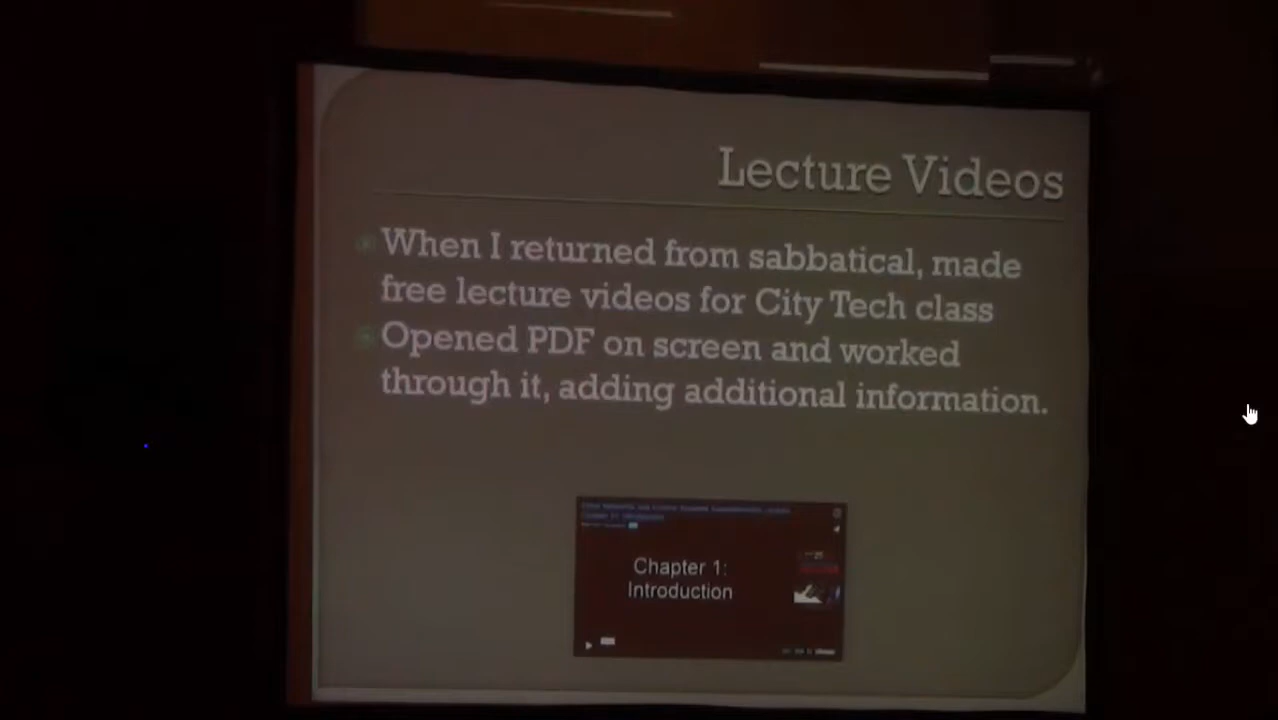 Lecture Videos
When I returned from sabbatical, made
free lecture videos for City Tech class
Opened PDF on screen and worked
through it, adding additional information.
Chapter 1:
Introduction